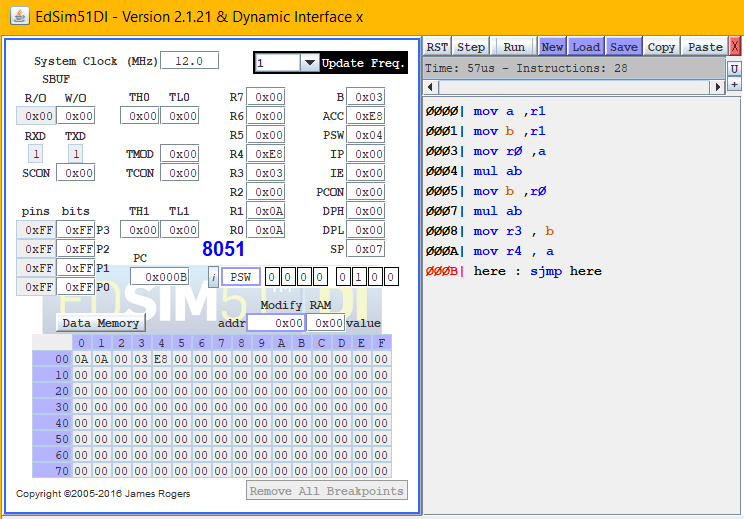 EdSim51DI - Version 2.1.21 & Dynamic Interface x
System Clock (MHz) 12.0 1 Update Freq.
SBUF
R/O W/O TH0 TL0 R7 0x00 B 0x03
0x00 0x00 0x00 0x00 R6 0x00 ACC 0xE8
RXD TXD R5 0x00 PSW 0x04
1 1 TMOD 0x00 R4 0xE8 IP 0x00
SCON 0x00 TCON 0x00 R3 0x03 IE 0x00
R2 0x00 PCON 0x00
pins bits TH1 TL1 R1 0x0A DPH 0x00
0xFF 0xFF P3 0x00 0x00 R0 0x0A DPL 0x00
0xFF 0xFF P2 8051 SP 0x07
0xFF 0xFF P1 PC
0xFF 0xFF P0 0x000B i PSW 0 0 0 0 0 1 0 0
EDSIM51DI
Modify RAM
Data Memory addr 0x00 0x00 value
0 1 2 3 4 5 6 7 8 9 A B C D E F
00 0A 0A 00 03 E8 00 00 00 00 00 00 00 00 00 00 00
10 00 00 00 00 00 00 00 00 00 00 00 00 00 00 00 00
20 00 00 00 00 00 00 00 00 00 00 00 00 00 00 00 00
30 00 00 00 00 00 00 00 00 00 00 00 00 00 00 00 00
40 00 00 00 00 00 00 00 00 00 00 00 00 00 00 00 00
50 00 00 00 00 00 00 00 00 00 00 00 00 00 00 00 00
60 00 00 00 00 00 00 00 00 00 00 00 00 00 00 00 00
70 00 00 00 00 00 00 00 00 00 00 00 00 00 00 00 00
Copyright ©2005-2016 James Rogers Remove All Breakpoints
RST Step Run New Load Save Copy Paste X
Time: 57us - Instructions: 28 U
+
0000| mov a ,r1
0001| mov b ,r1
0003| mov r0 ,a
0004| mul ab
0005| mov b ,r0
0007| mul ab
0008| mov r3 , b
000A| mov r4 , a
000B| here : sjmp here